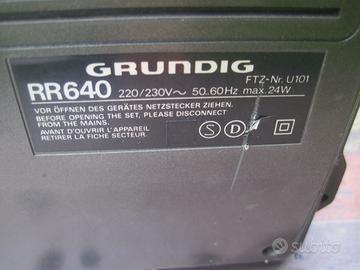 GRUNDIG
FTZ-Nr. U101
RR640 220/230V~ 50.60Hz max.24W
VOR ÖFFNEN DES GERÄTES NETZSTECKER ZIEHEN.
BEFORE OPENING THE SET, PLEASE DISCONNECT
FROM THE MAINS.
AVANT D'OUVRIR L'APPAREIL
RETIRER LA FICHE SECTEUR.
S D
subito